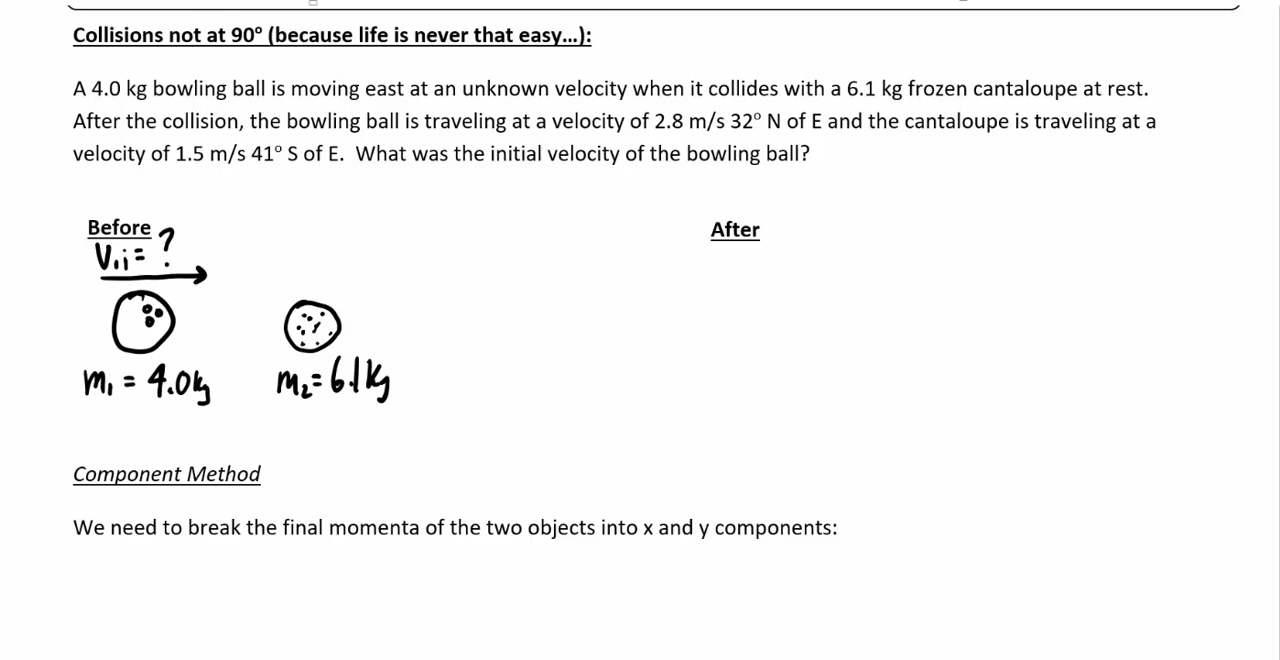 Collisions not at 90° (because life is never that easy…):
A 4.0 kg bowling ball is moving east at an unknown velocity when it collides with a 6.1 kg frozen cantaloupe at rest.
After the collision, the bowling ball is traveling at a velocity of 2.8 m/s 32° N of E and the cantaloupe is traveling at a
velocity of 1.5 m/s 41° S of E. What was the initial velocity of the bowling ball?
Before
After
V₁i = ?
m₁ = 4.0kg
m₂ = 6.1kg
Component Method
We need to break the final momenta of the two objects into x and y components: